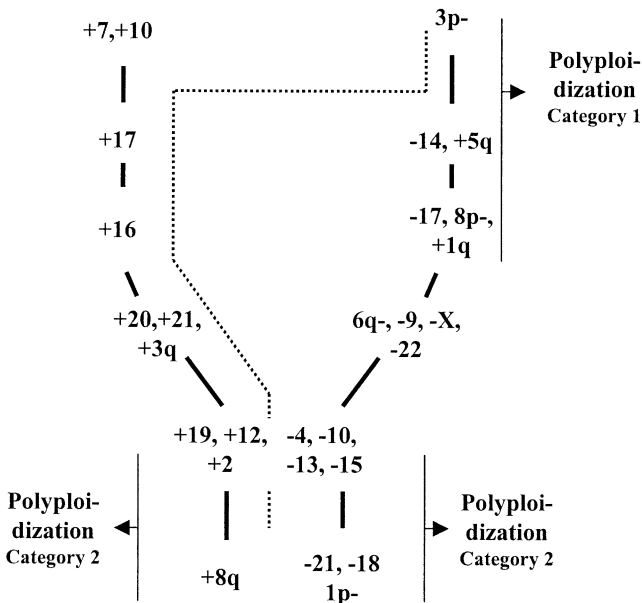 +7,+10
3p-
Polyploi-
dization
Category 1
+17
-14, +5q
+16
-17, 8p-,
+1q
+20,+21,
+3q
6q-, -9, -X,
-22
+19, +12,
+2
-4, -10,
-13, -15
Polyploi-
dization
Category 2
Polyploi-
dization
Category 2
+8q
-21, -18
1p-